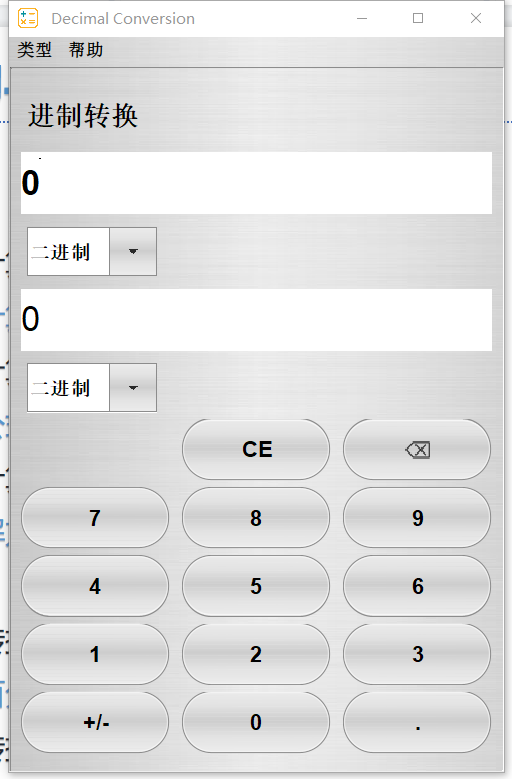 Decimal Conversion
类型 帮助
进制转换
0
二进制
0
二进制
CE
7 8 9
4 5 6
1 2 3
+/- 0 .